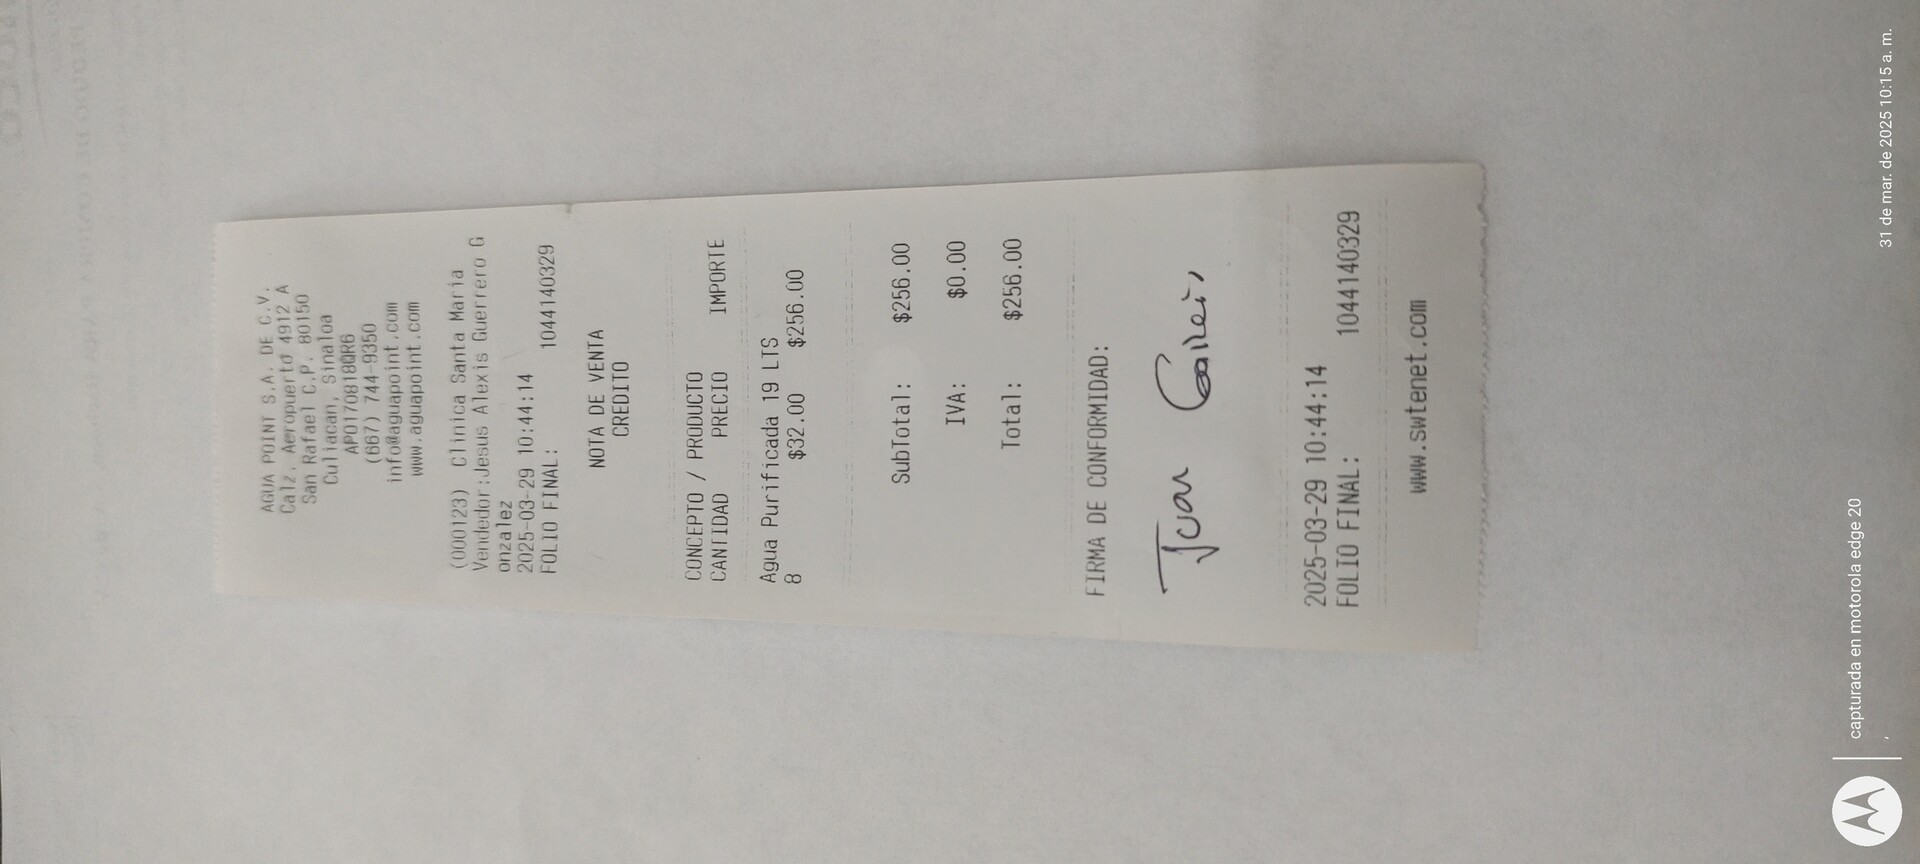 AGUA POINT S.A. DE C.V.
Calz. Aeropuerto 4912 A
San Rafael C.P. 80150
Culiacan, Sinaloa
APO170818QR6
(667) 744-9350
info@aguapoint.com
www.aguapoint.com
(000123) Clinica Santa Maria
Vendedor:Jesus Alexis Guerrero G
onzalez
2025-03-29 10:44:14
FOLIO FINAL: 1044140329
NOTA DE VENTA
CREDITO
CONCEPTO / PRODUCTO
CANTIDAD PRECIO IMPORTE
Agua Purificada 19 LTS
8 $32.00 $256.00
SubTotal: $256.00
IVA: $0.00
Total: $256.00
FIRMA DE CONFORMIDAD:
Juan
2025-03-29 10:44:14
FOLIO FINAL: 1044140329
www.swtenet.com
capturada en motorola edge 20
31 de mar. de 2025 10:15 a. m.